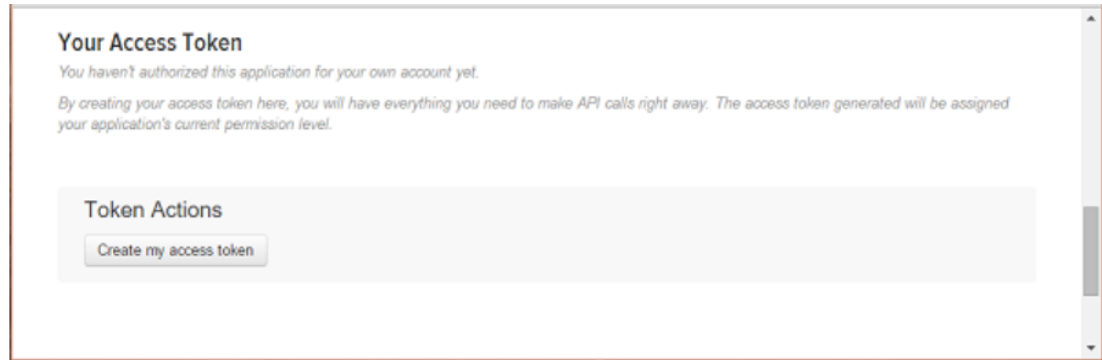 Your Access Token
You haven't authorized this application for your own account yet.
By creating your access token here, you will have everything you need to make API calls right away. The access token generated will be assigned
your application's current permission level.
Token Actions
Create my access token